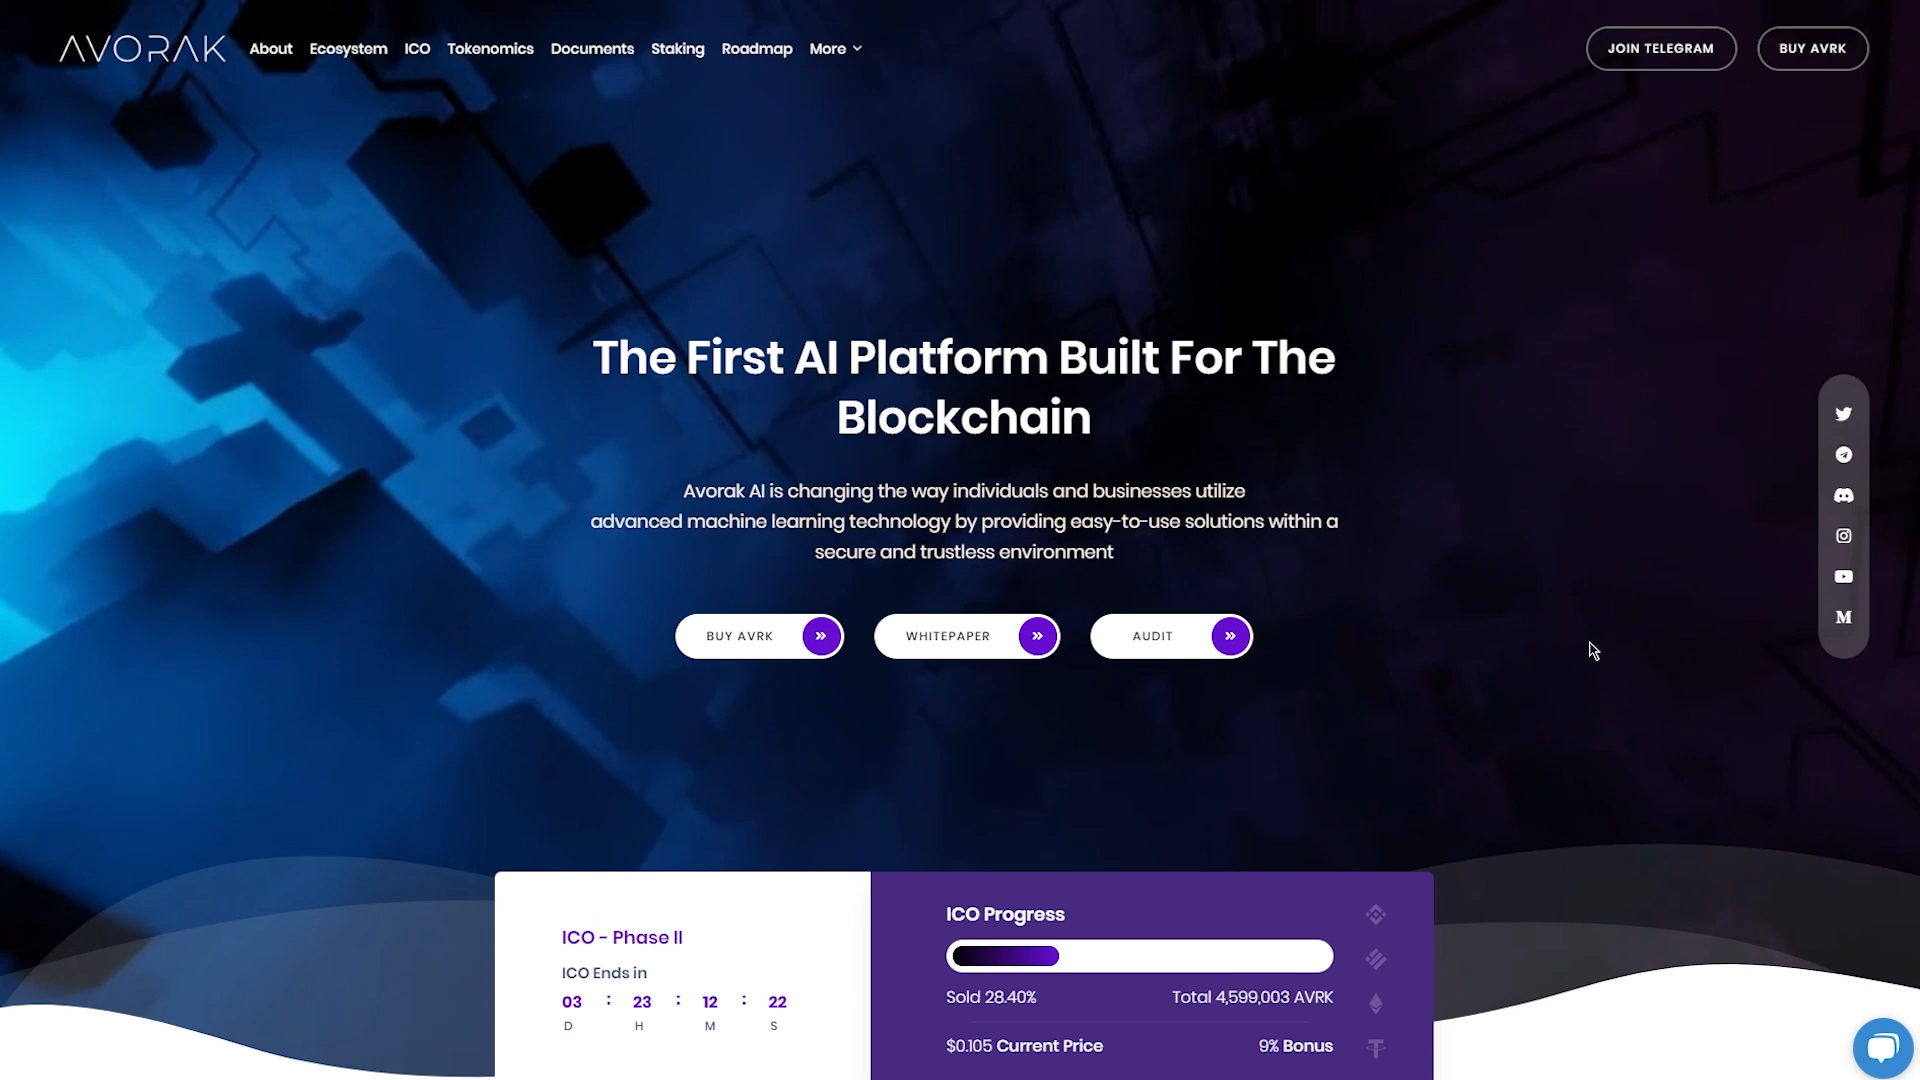 AVORAK
About Ecosystem ICO Tokenomics Documents Staking Roadmap More
JOIN TELEGRAM
BUY AVRK
The First AI Platform Built For The
Blockchain
Avorak AI is changing the way individuals and businesses utilize
advanced machine learning technology by providing easy-to-use solutions within a
secure and trustless environment
BUY AVRK
WHITEPAPER
AUDIT
ICO - Phase II
ICO Ends in
03 : 23 : 12 : 22
D H M S
ICO Progress
Sold 28.40% Total 4,599,003 AVRK
$0.105 Current Price 9% Bonus